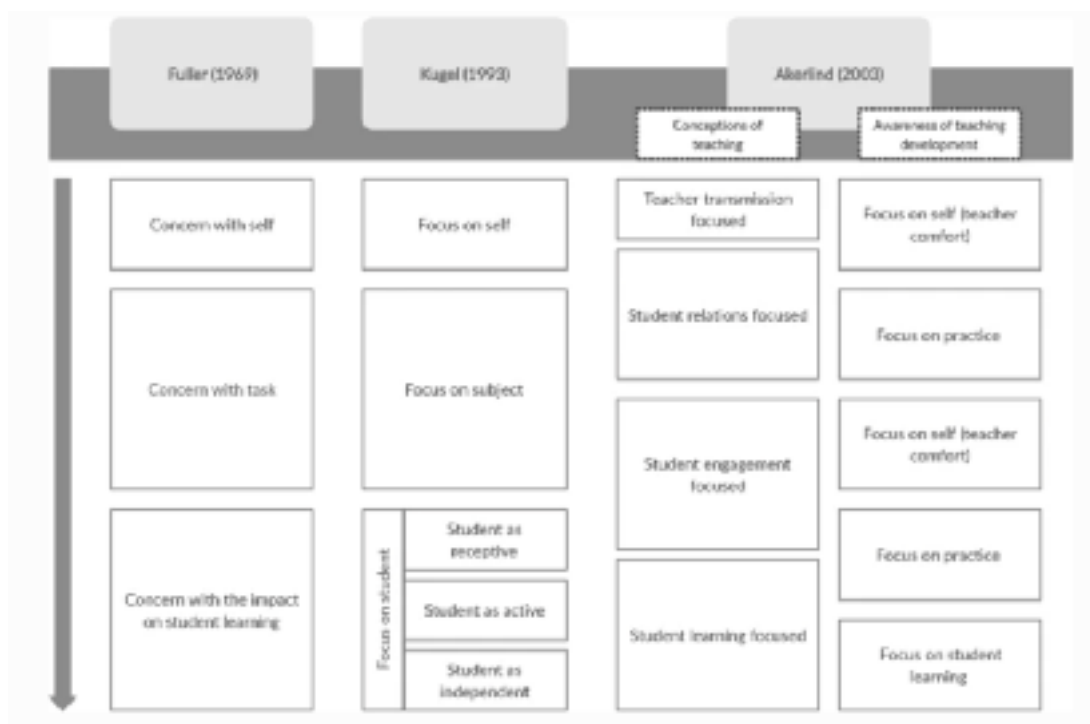 Fuller (1969)
Kugel (1993)
Akerlind (2003)
Conceptions of
teaching
Awareness of teaching
development
Concern with self
Focus on self
Teacher transmission
focused
Focus on self (teacher
comfort)
Student relations focused
Focus on practice
Concern with task
Focus on subject
Student engagement
focused
Focus on self (teacher
comfort)
Concern with the impact
on student learning
Focus on student
Student as
receptive
Student as active
Student as
independent
Student learning focused
Focus on practice
Focus on student
learning